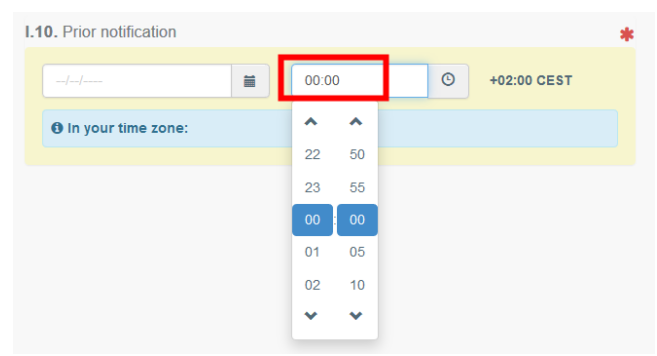 I.10. Prior notification *
--/--/---- 00:00 +02:00 CEST
In your time zone:
22 50
23 55
00 : 00
01 05
02 10